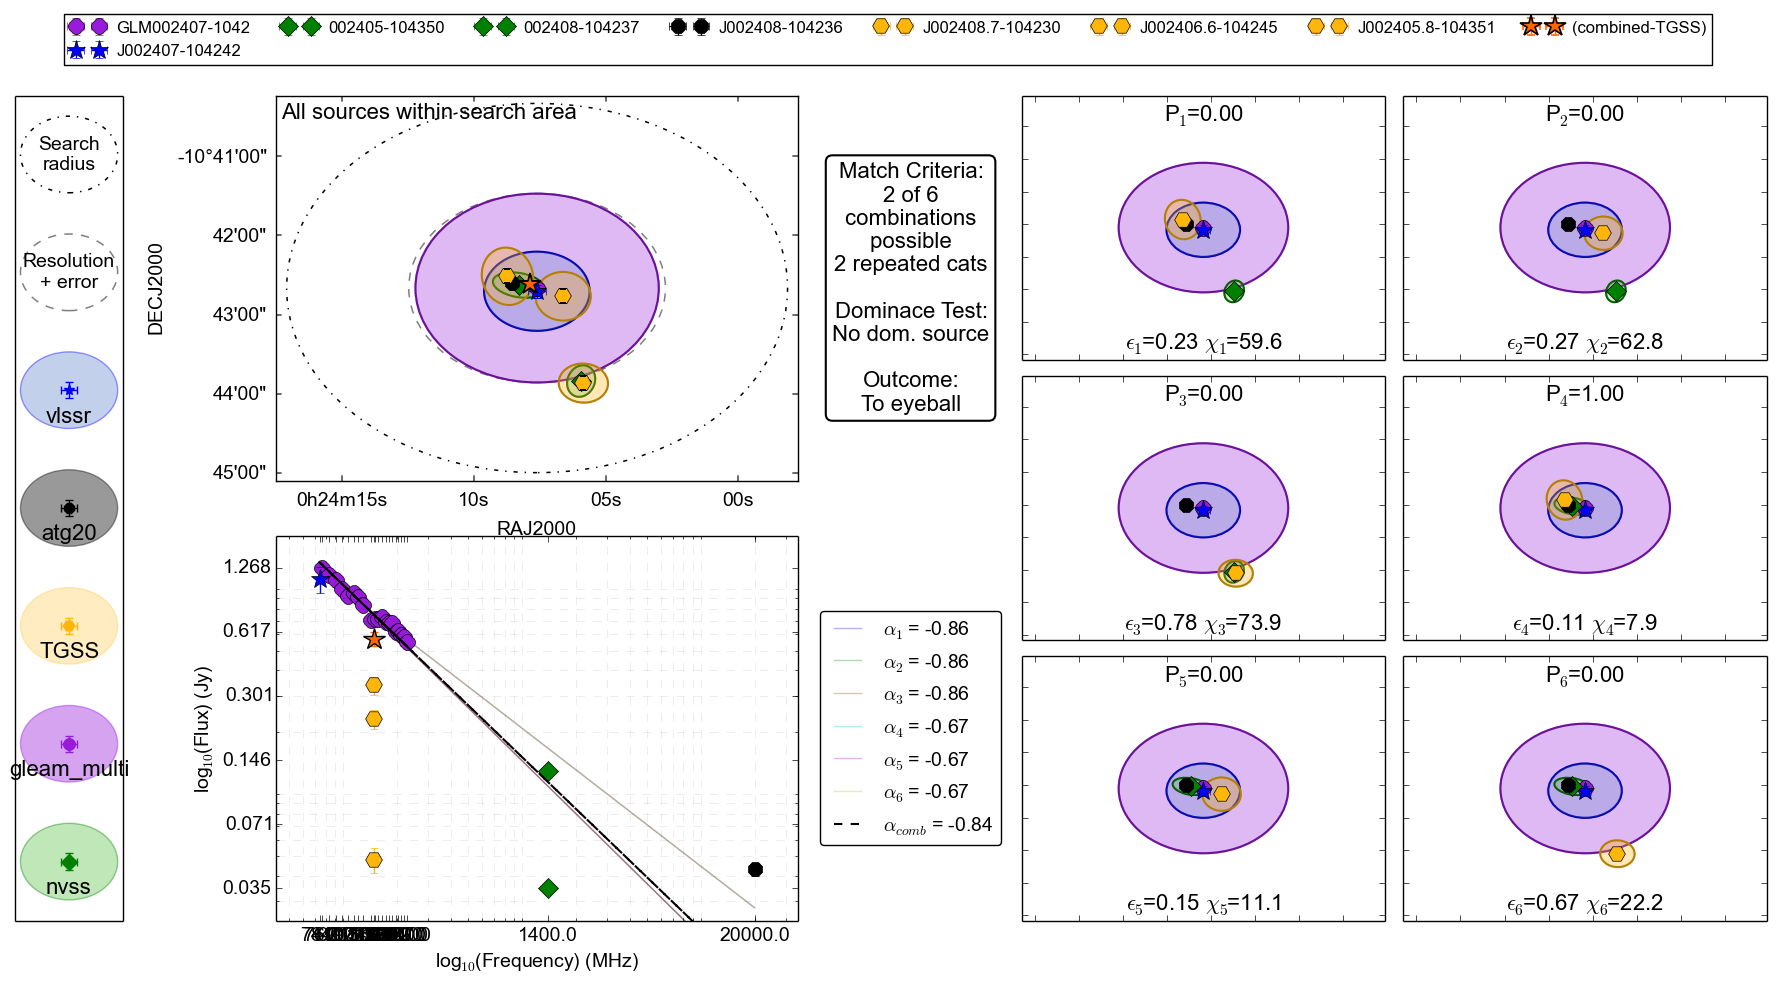 GLM002407-1042 002405-104350 002408-104237 J002408-104236 J002408.7-104230 J002406.6-104245 J002405.8-104351 (combined-TGSS)
J002407-104242
Search
radius
Resolution
+ error
vlssr
atg20
TGSS
gleam_multi
nvss
All sources within search area
DECJ2000
-10°41'00"
42'00"
43'00"
44'00"
45'00"
0h24m15s 10s 05s 00s
RAJ2000
log10(Flux) (Jy)
1.268
0.617
0.301
0.146
0.071
0.035
1400.0 20000.0
log10(Frequency) (MHz)
Match Criteria:
2 of 6
combinations
possible
2 repeated cats
Dominace Test:
No dom. source
Outcome:
To eyeball
α1 = -0.86
α2 = -0.86
α3 = -0.86
α4 = -0.67
α5 = -0.67
α6 = -0.67
αcomb = -0.84
P1=0.00
ϵ1=0.23 χ1=59.6
P2=0.00
ϵ2=0.27 χ2=62.8
P3=0.00
ϵ3=0.78 χ3=73.9
P4=1.00
ϵ4=0.11 χ4=7.9
P5=0.00
ϵ5=0.15 χ5=11.1
P6=0.00
ϵ6=0.67 χ6=22.2